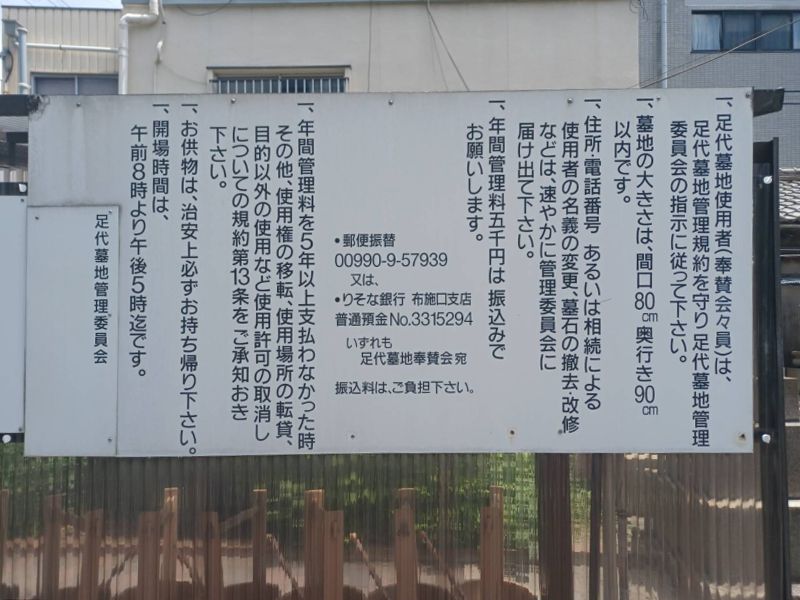 一、足代墓地使用者(奉賛会々員)は、
足代墓地管理規約を守り足代墓地管理
委員会の指示に従って下さい。
一、墓地の大きさは、間口80㎝奥行き90㎝
以内です。
一、住所・電話番号 あるいは相続による
使用者の名義の変更、墓石の撤去・改修
などは、速やかに管理委員会に
届け出て下さい。
一、年間管理料五千円は 振込みで
お願いします。
•郵便振替
00990-9-57939
又は、
•りそな銀行 布施口支店
普通預金No.3315294
いずれも
足代墓地奉賛会宛
振込料は、ご負担下さい。
一、年間管理料を5年以上支払わなかった時
その他、使用権の移転、使用場所の転貸、
目的以外の使用など使用許可の取消し
についての規約第13条をご承知おき
下さい。
一、お供物は、治安上必ずお持ち帰り下さい。
一、開場時間は、
午前8時より午後5時迄です。
足代墓地管理委員会